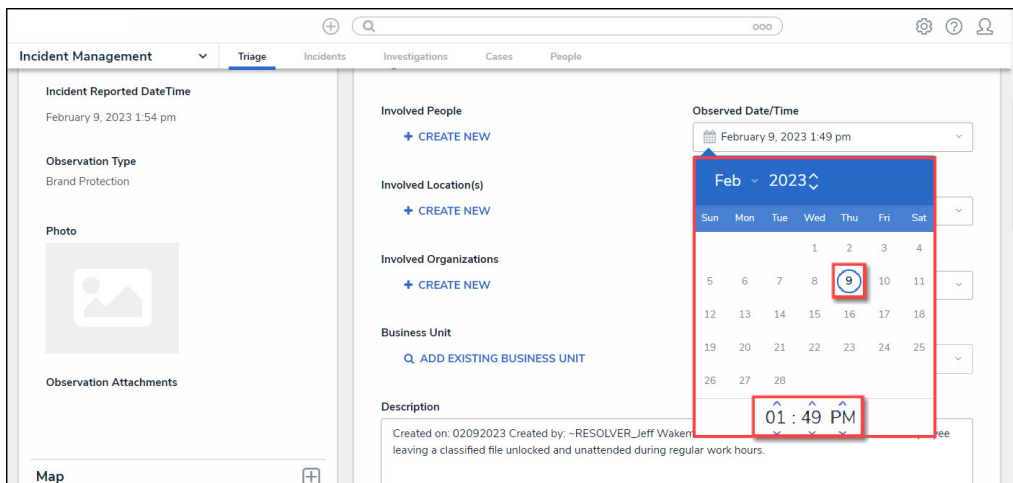 Incident Management
Triage
Incidents
Investigations
Cases
People
Incident Reported DateTime
February 9, 2023 1:54 pm
Observation Type
Brand Protection
Photo
Observation Attachments
Map
Involved People
+ CREATE NEW
Involved Location(s)
+ CREATE NEW
Involved Organizations
+ CREATE NEW
Business Unit
ADD EXISTING BUSINESS UNIT
Observed Date/Time
February 9, 2023 1:49 pm
Feb 2023
Sun Mon Tue Wed Thu Fri Sat
1 2 3 4
5 6 7 8 9 10 11
12 13 14 15 16 17 18
19 20 21 22 23 24 25
26 27 28
01 : 49 PM
Description
Created on: 02092023 Created by: ~RESOLVER_Jeff
leaving a classified file unlocked and unattended during regular work hours.